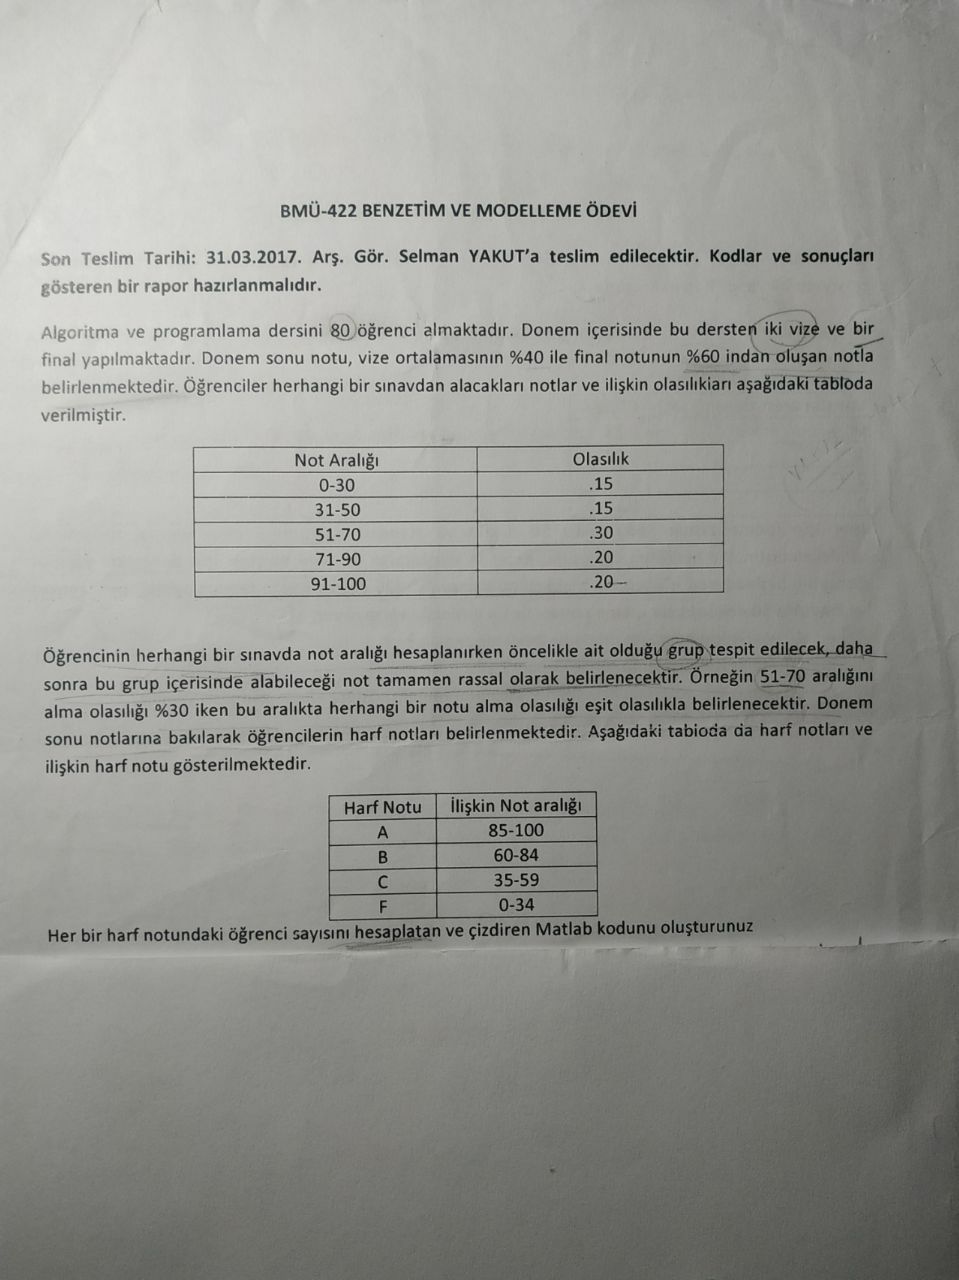 BMÜ-422 BENZETİM VE MODELLEME ÖDEVİ
Son Teslim Tarihi: 31.03.2017. Arş. Gör. Selman YAKUT'a teslim edilecektir. Kodlar ve sonuçları
gösteren bir rapor hazırlanmalıdır.
Algoritma ve programlama dersini 80 öğrenci almaktadır. Donem içerisinde bu dersten iki vize ve bir
final yapılmaktadır. Donem sonu notu, vize ortalamasının %40 ile final notunun %60 indan oluşan notla
belirlenmektedir. Öğrenciler herhangi bir sınavdan alacakları notlar ve ilişkin olasılıkları aşağıdaki tabloda
verilmiştir.
Not Aralığı Olasılık
0-30 .15
31-50 .15
51-70 .30
71-90 .20
91-100 .20
Öğrencinin herhangi bir sınavda not aralığı hesaplanırken öncelikle ait olduğu grup tespit edilecek, daha
sonra bu grup içerisinde alabileceği not tamamen rassal olarak belirlenecektir. Örneğin 51-70 aralığını
alma olasılığı %30 iken bu aralıkta herhangi bir notu alma olasılığı eşit olasılıkla belirlenecektir. Donem
sonu notlarına bakılarak öğrencilerin harf notları belirlenmektedir. Aşağıdaki tabloda da harf notları ve
ilişkin harf notu gösterilmektedir.
Harf Notu İlişkin Not aralığı
A 85-100
B 60-84
C 35-59
F 0-34
Her bir harf notundaki öğrenci sayısını hesaplatan ve çizdiren Matlab kodunu oluşturunuz